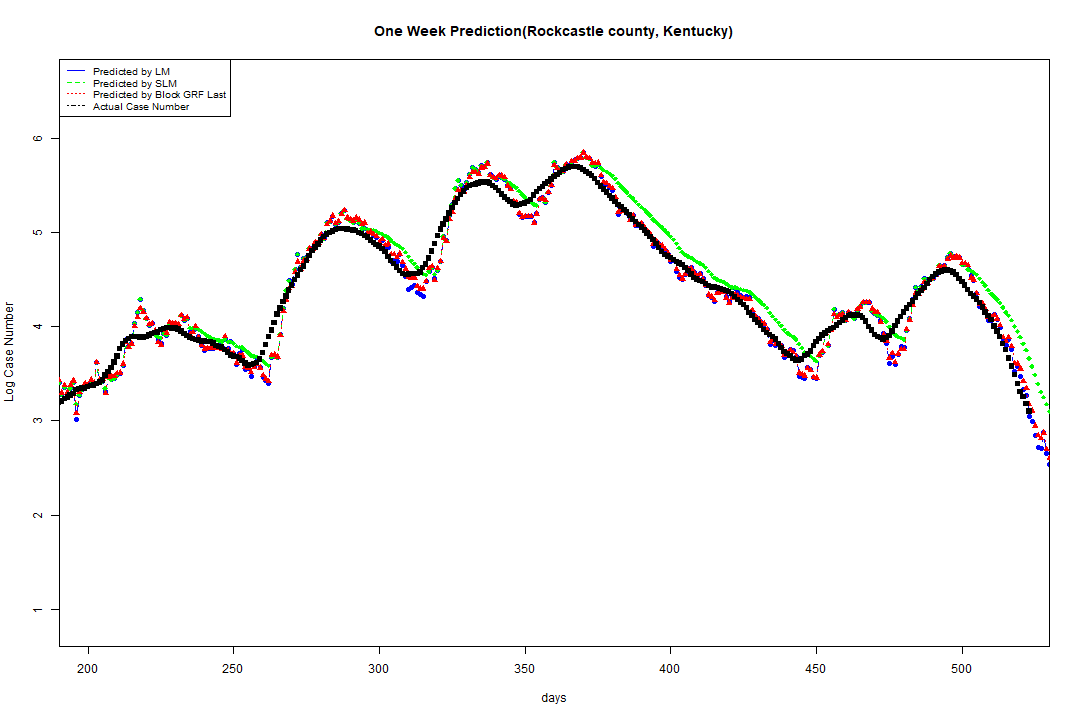 One Week Prediction(Rockcastle county, Kentucky)
Predicted by LM
Predicted by SLM
Predicted by Block GRF Last
Actual Case Number
6
5
4
3
2
1
Log Case Number
200 250 300 350 400 450 500
days